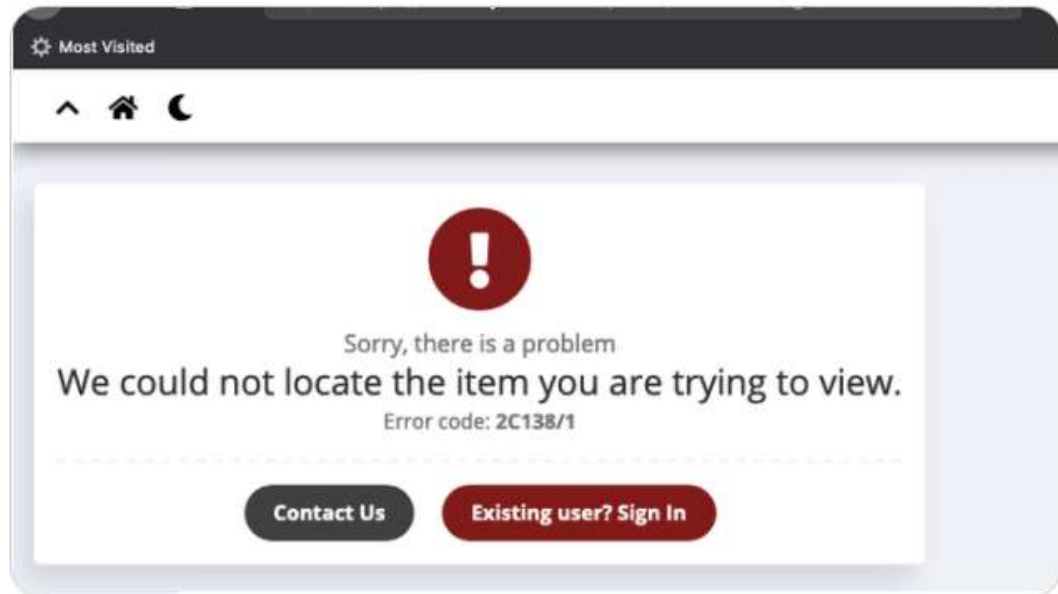 Most Visited
Sorry, there is a problem
We could not locate the item you are trying to view.
Error code: 2C138/1
Contact Us
Existing user? Sign In